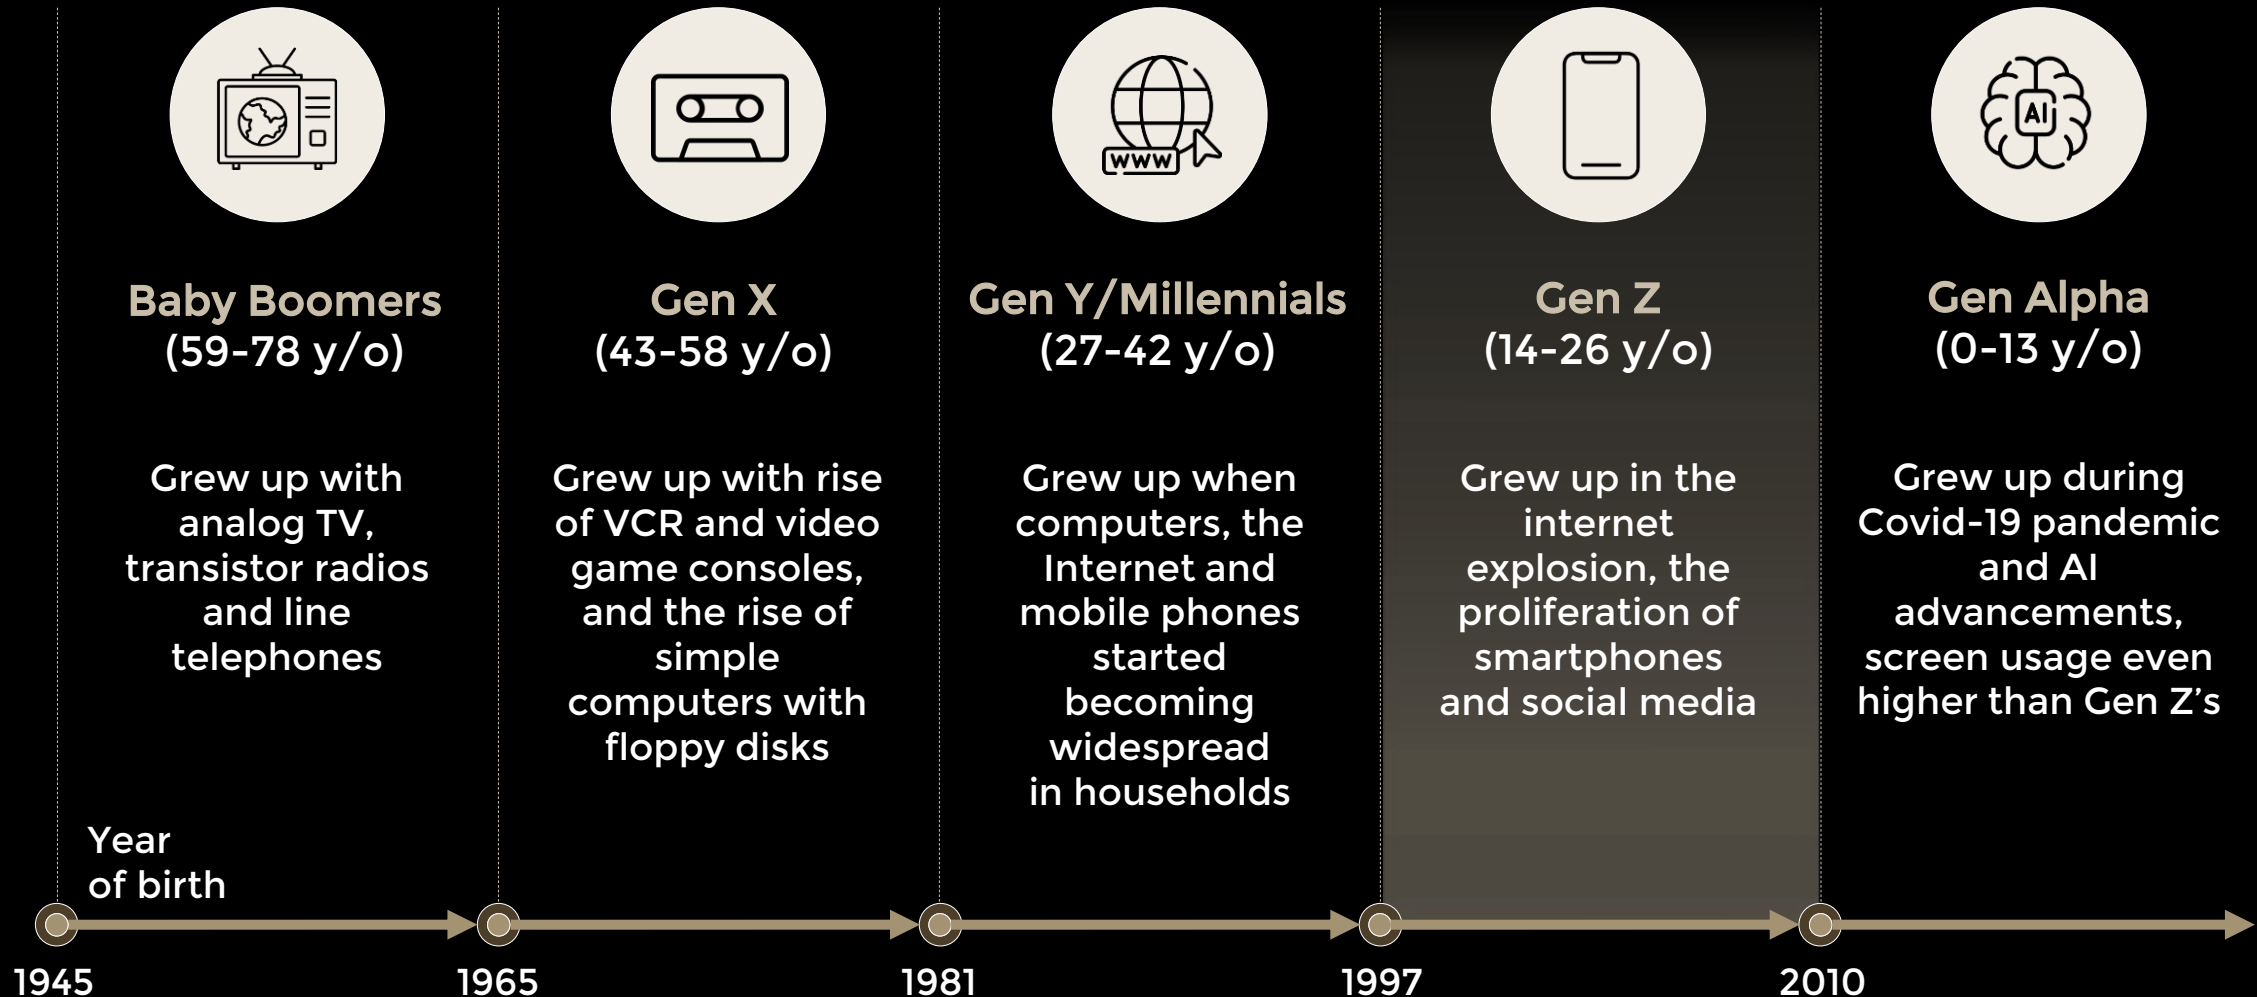 WWW
AI
Baby Boomers
(59-78 y/o)
Grew up with
analog TV,
transistor radios
and line
telephones
Gen X
(43-58 y/o)
Grew up with rise
of VCR and video
game consoles,
and the rise of
simple
computers with
floppy disks
Gen Y/Millennials
(27-42 y/o)
Grew up when
computers, the
Internet and
mobile phones
started
becoming
widespread
in households
Gen Z
(14-26 y/o)
Grew up in the
internet
explosion, the
proliferation of
smartphones
and social media
Gen Alpha
(0-13 y/o)
Grew up during
Covid-19 pandemic
and AI
advancements,
screen usage even
higher than Gen Z’s
Year
of birth
1945
1965
1981
1997
2010